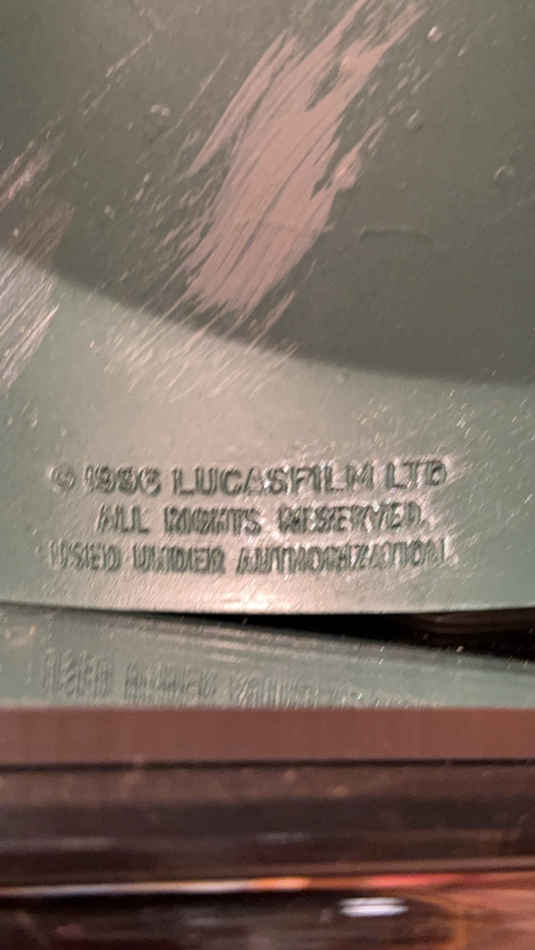 © 1996 LUCASFILM LTD
ALL RIGHTS RESERVED.
USED UNDER AUTHORIZATION.